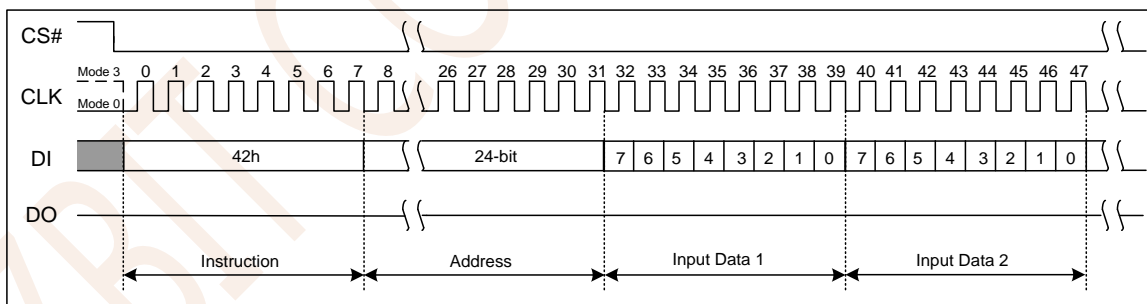 CS#
Mode 3 0 1 2 3 4 5 6 7 8 26 27 28 29 30 31 32 33 34 35 36 37 38 39 40 41 42 43 44 45 46 47
CLK
Mode 0
DI 42h 24-bit 7 6 5 4 3 2 1 0 7 6 5 4 3 2 1 0
DO
Instruction Address Input Data 1 Input Data 2